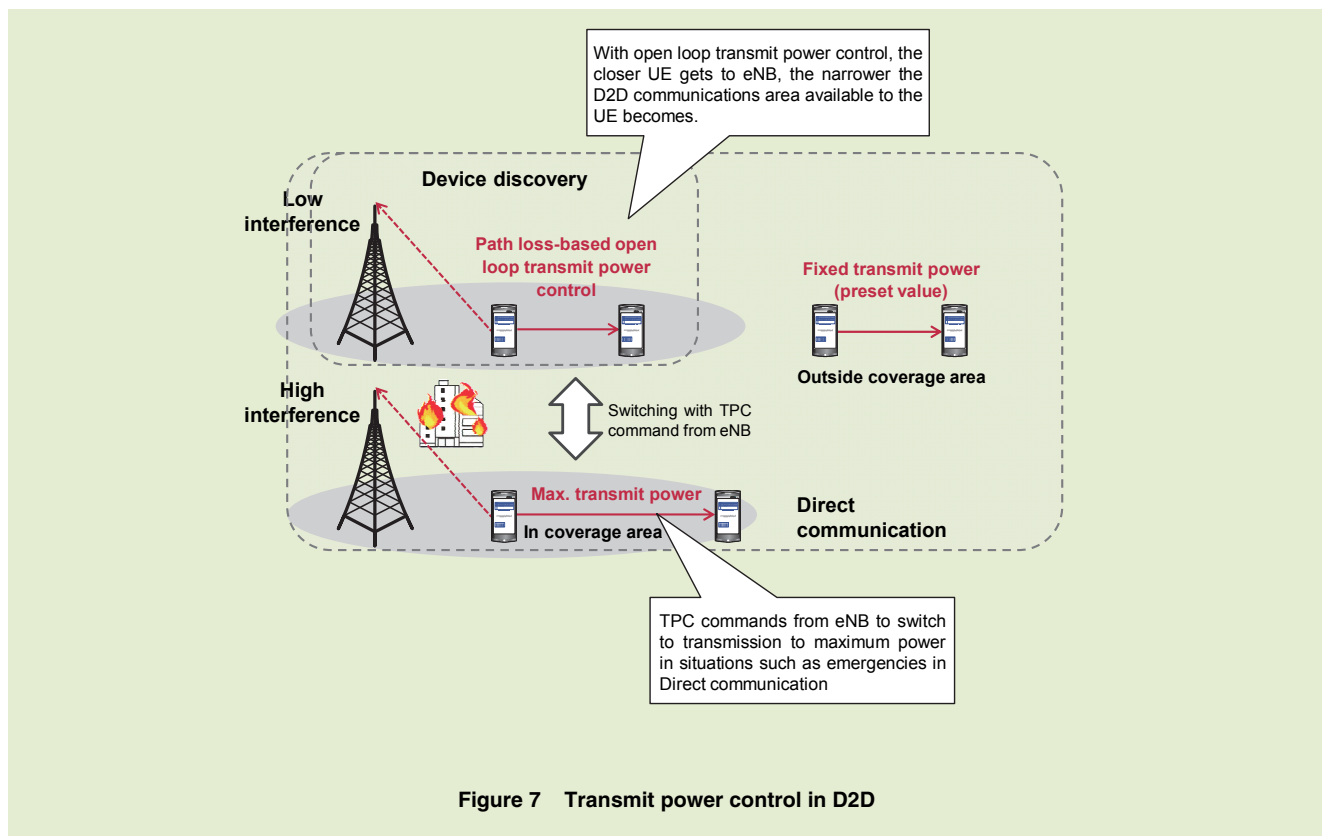 With open loop transmit power control, the
closer UE gets to eNB, the narrower the
D2D communications area available to the
UE becomes.
Device discovery
Low
interference
Path loss-based open
loop transmit power
control
Fixed transmit power
(preset value)
Outside coverage area
High
interference
Switching with TPC
command from eNB
Max. transmit power
In coverage area
Direct
communication
TPC commands from eNB to switch
to transmission to maximum power
in situations such as emergencies in
Direct communication
Figure 7 Transmit power control in D2D